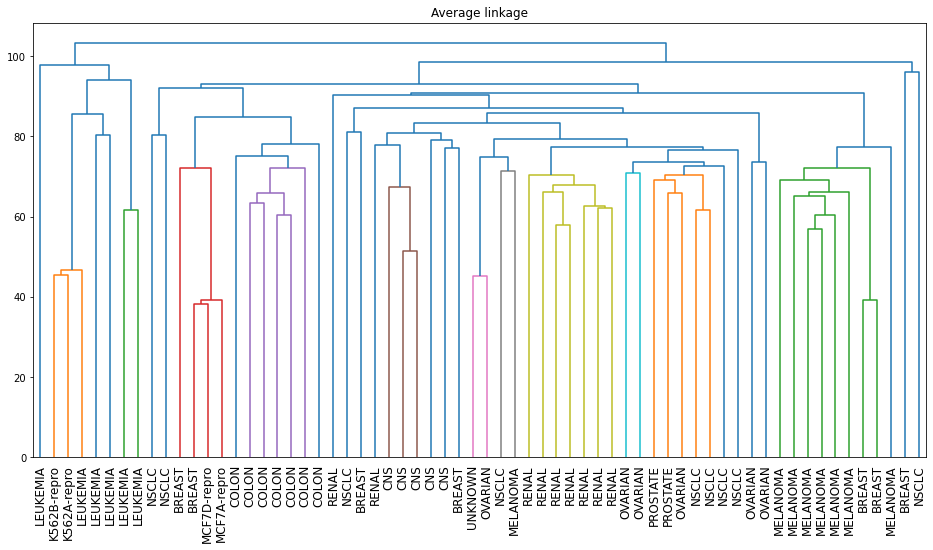 Average linkage
100
80
60
40
20
0
LEUKEMIA
K562B-repro
K562A-repro
LEUKEMIA
LEUKEMIA
LEUKEMIA
LEUKEMIA
LEUKEMIA
NSCLC
NSCLC
BREAST
BREAST
MCF7D-repro
MCF7A-repro
COLON
COLON
COLON
COLON
COLON
COLON
COLON
RENAL
NSCLC
BREAST
RENAL
CNS
CNS
CNS
CNS
CNS
BREAST
UNKNOWN
OVARIAN
NSCLC
MELANOMA
RENAL
RENAL
RENAL
RENAL
RENAL
RENAL
RENAL
OVARIAN
OVARIAN
PROSTATE
PROSTATE
OVARIAN
NSCLC
NSCLC
NSCLC
NSCLC
OVARIAN
OVARIAN
MELANOMA
MELANOMA
MELANOMA
MELANOMA
MELANOMA
MELANOMA
BREAST
BREAST
MELANOMA
BREAST
NSCLC